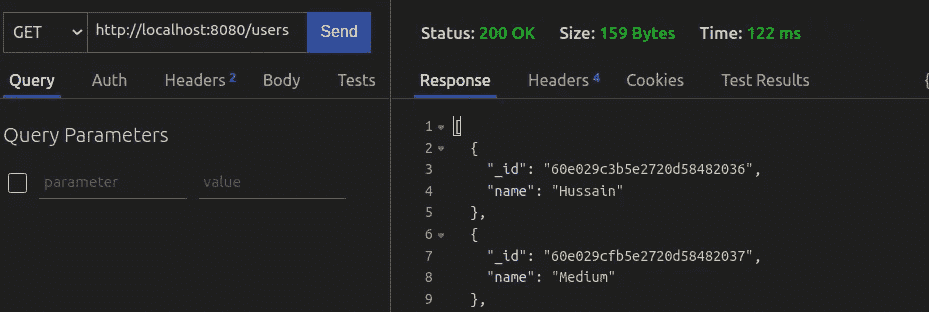 GET http://localhost:8080/users Send
Status: 200 OK Size: 159 Bytes Time: 122 ms
Query Auth Headers 2 Body Tests
Response Headers 4 Cookies Test Results {
Query Parameters
parameter value
1 [
2 {
3 "_id": "60e029c3b5e2720d58482036",
4 "name": "Hussain"
5 },
6 {
7 "_id": "60e029cfb5e2720d58482037",
8 "name": "Medium"
9 },